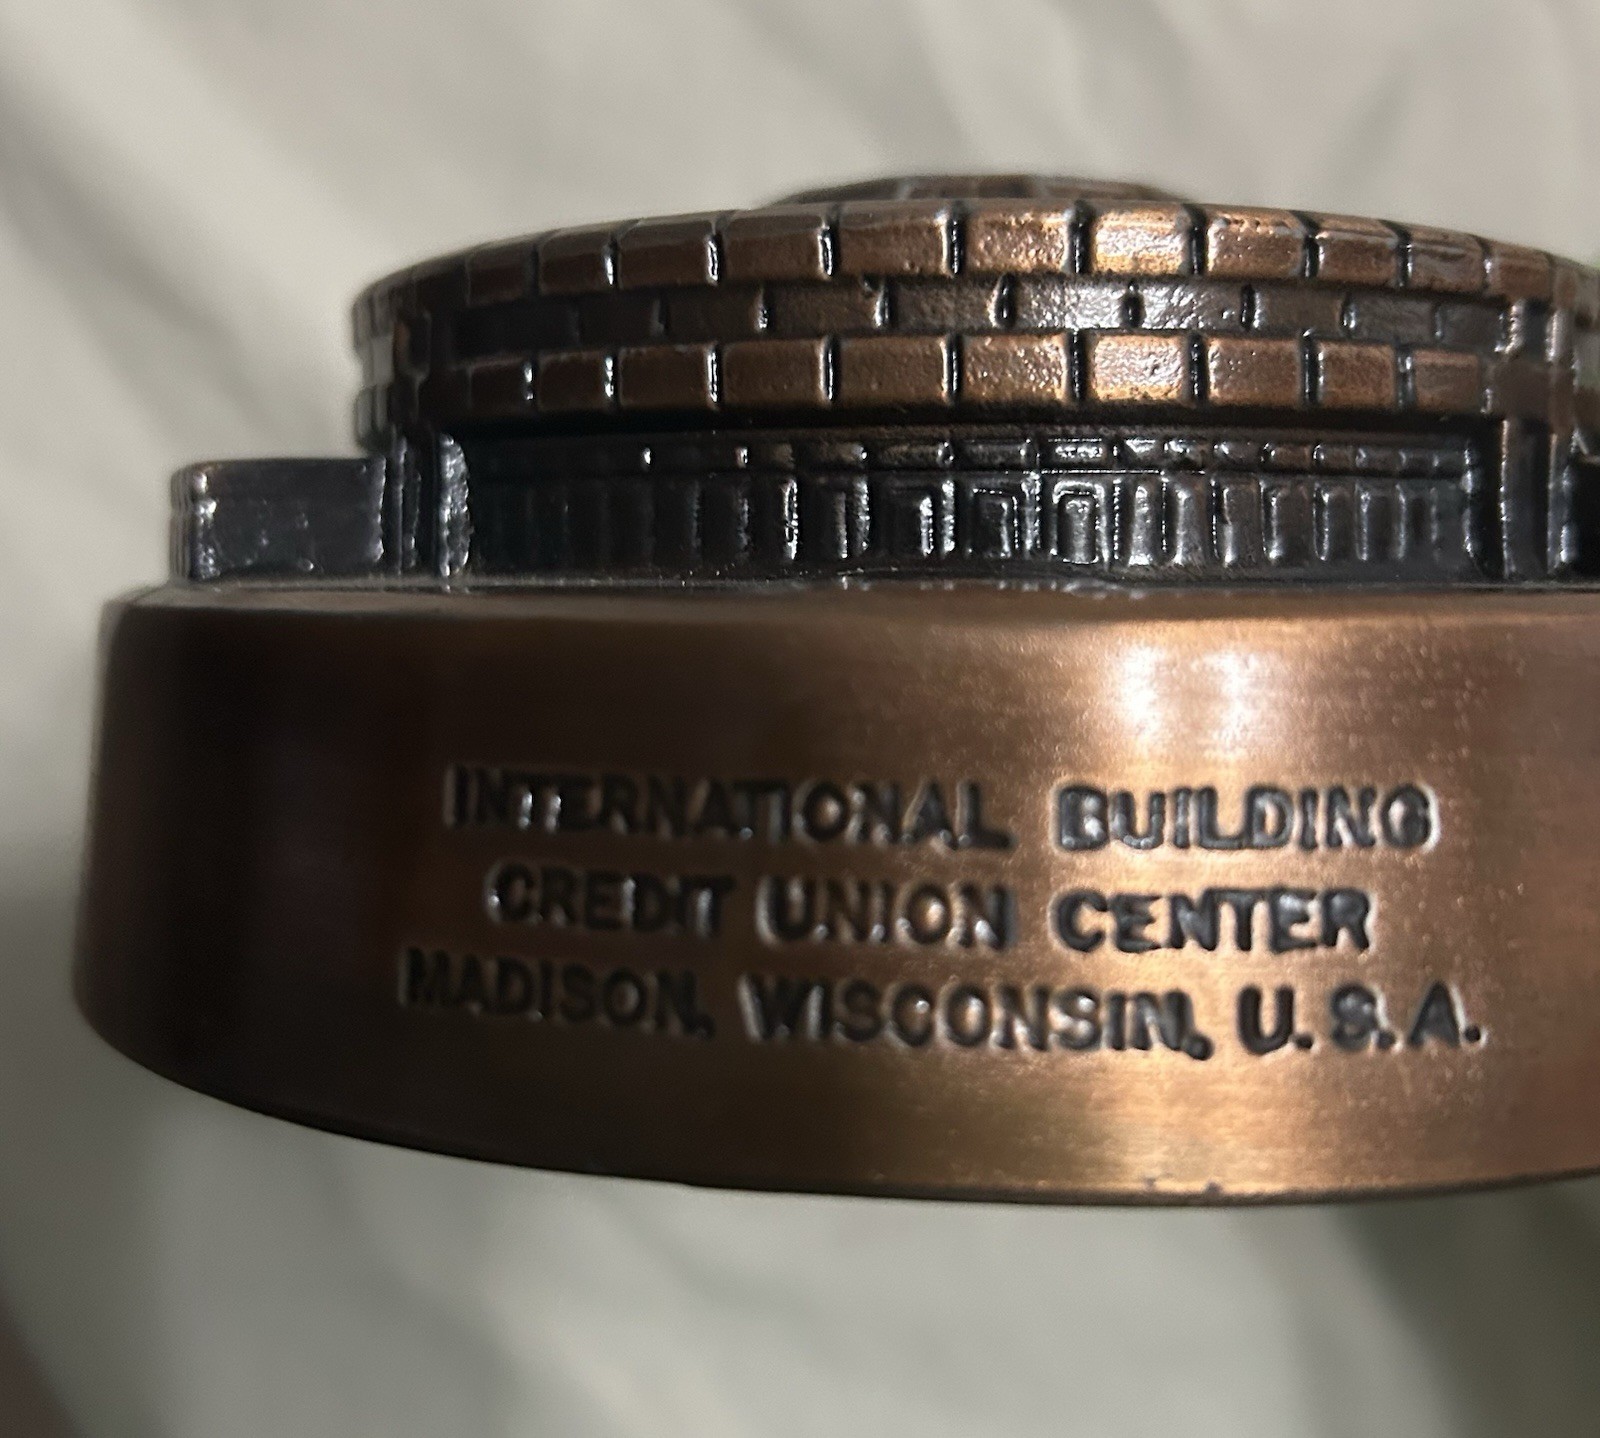 INTERNATIONAL BUILDING
CREDIT UNION CENTER
MADISON, WISCONSIN, U.S.A.